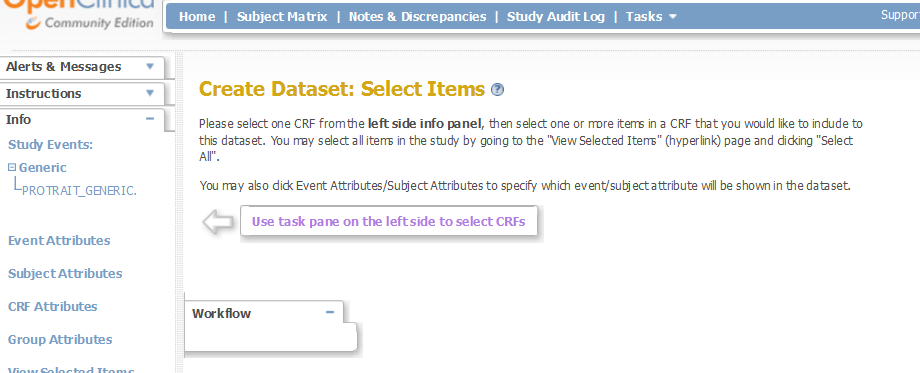 OpenClinica
Community Edition
Home | Subject Matrix | Notes & Discrepancies | Study Audit Log | Tasks
Suppor
Alerts & Messages
Instructions
Info
Study Events:
Generic
PROTRAIT_GENERIC.
Event Attributes
Subject Attributes
CRF Attributes
Group Attributes
View Selected Items
Create Dataset: Select Items ?
Please select one CRF from the left side info panel, then select one or more items in a CRF that you would like to include to
this dataset. You may select all items in the study by going to the "View Selected Items" (hyperlink) page and clicking "Select
All".
You may also click Event Attributes/Subject Attributes to specify which event/subject attribute will be shown in the dataset.
Use task pane on the left side to select CRFs
Workflow